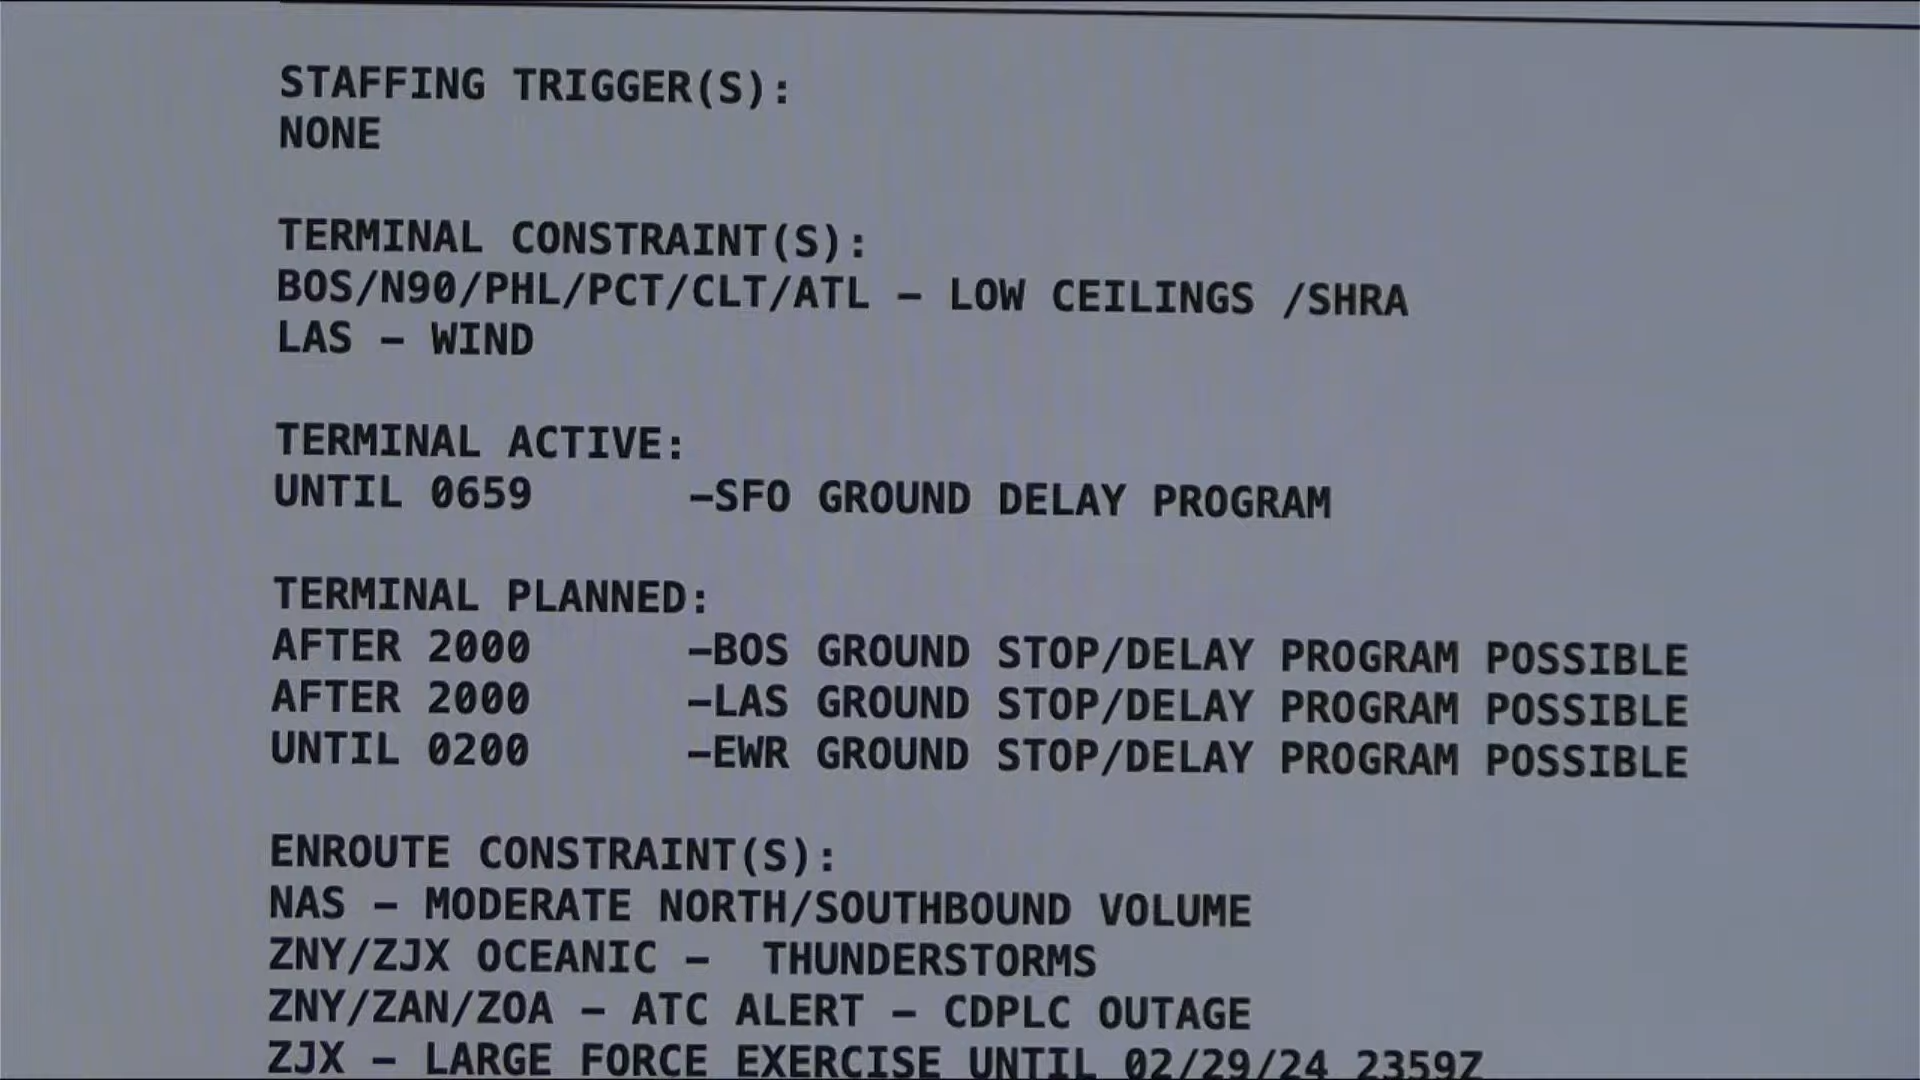 STAFFING TRIGGER(S):
NONE
TERMINAL CONSTRAINT(S):
BOS/N90/PHL/PCT/CLT/ATL – LOW CEILINGS /SHRA
LAS – WIND
TERMINAL ACTIVE:
UNTIL 0659 –SFO GROUND DELAY PROGRAM
TERMINAL PLANNED:
AFTER 2000 –BOS GROUND STOP/DELAY PROGRAM POSSIBLE
AFTER 2000 –LAS GROUND STOP/DELAY PROGRAM POSSIBLE
UNTIL 0200 –EWR GROUND STOP/DELAY PROGRAM POSSIBLE
ENROUTE CONSTRAINT(S):
NAS – MODERATE NORTH/SOUTHBOUND VOLUME
ZNY/ZJX OCEANIC – THUNDERSTORMS
ZNY/ZAN/ZOA – ATC ALERT – CDPLC OUTAGE
ZJX – LARGE FORCE EXERCISE UNTIL 02/29/24 2359Z